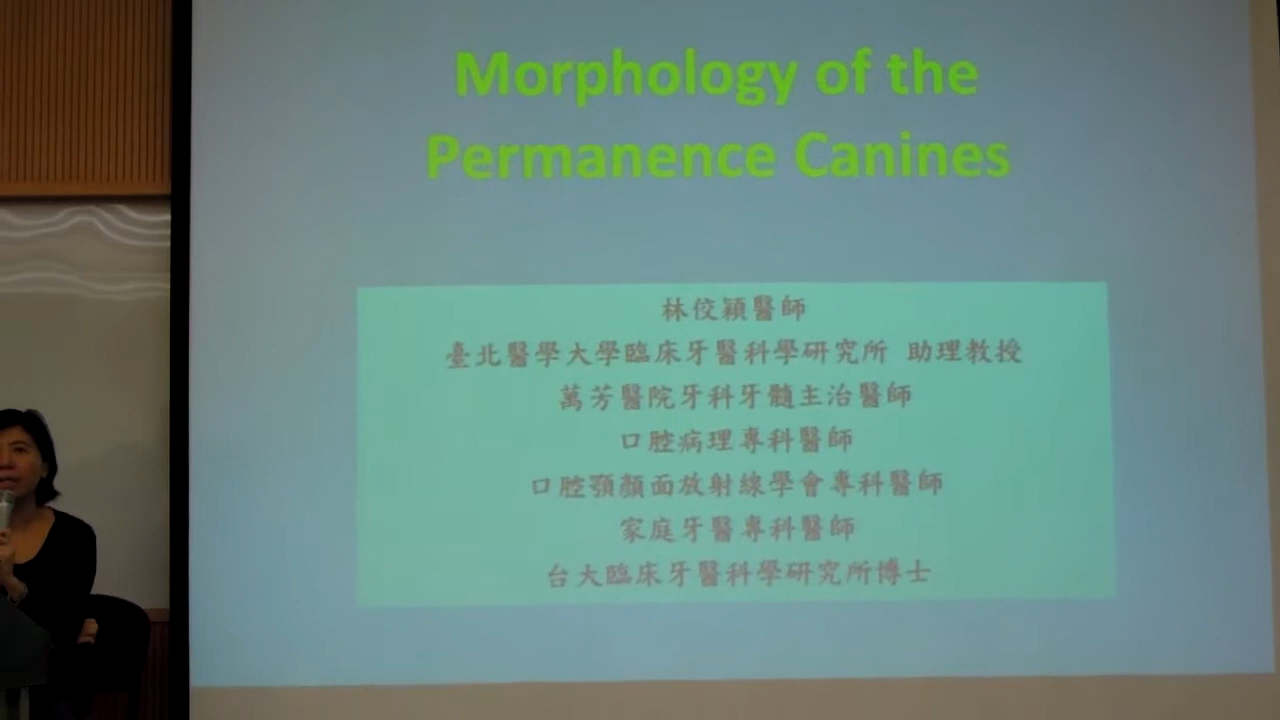 Morphology of the
Permanence Canines
林佼穎醫師
臺北醫學大學臨床牙醫科學研究所 助理教授
萬芳醫院牙科牙髓主治醫師
口腔病理專科醫師
口腔顎顏面放射線學會專科醫師
家庭牙醫專科醫師
台大臨床牙醫科學研究所博士